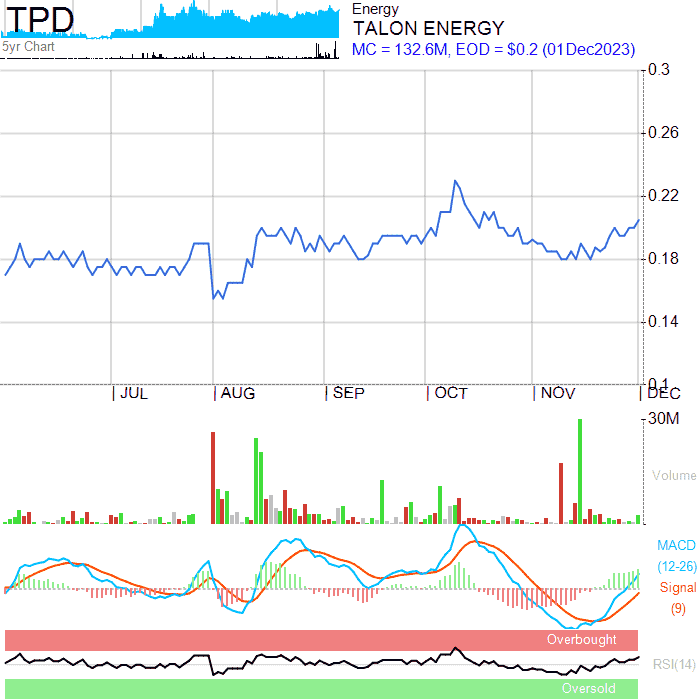 TPD
5yr Chart
Energy
TALON ENERGY
MC = 132.6M, EOD = $0.2 (01Dec2023)
0.3
0.26
0.22
0.18
0.14
0.1
JUL AUG SEP OCT NOV DEC
30M
Volume
MACD
(12-26)
Signal
(9)
Overbought
RSI(14)
Oversold